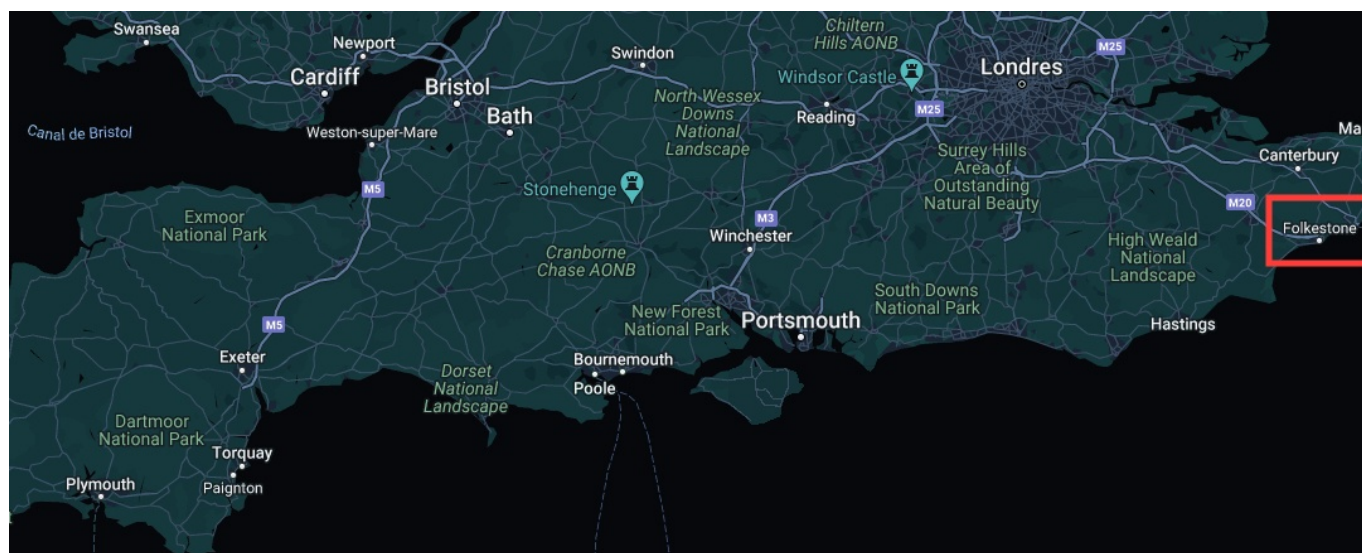 Swansea
Newport
Cardiff
Bristol
Bath
Swindon
Chiltern
Hills AONB
Windsor Castle
Londres
M25
M25
Reading
North Wessex
Downs
National
Landscape
Canal de Bristol
Weston-super-Mare
M5
Stonehenge
Surrey Hills
Area of
Outstanding
Natural Beauty
Ma
Canterbury
M20
Folkestone
Exmoor
National Park
M3
Winchester
Cranborne
Chase AONB
High Weald
National
Landscape
South Downs
National Park
New Forest
National Park
Portsmouth
Hastings
M5
Exeter
Bournemouth
Poole
Dorset
National
Landscape
Dartmoor
National Park
Torquay
Paignton
Plymouth